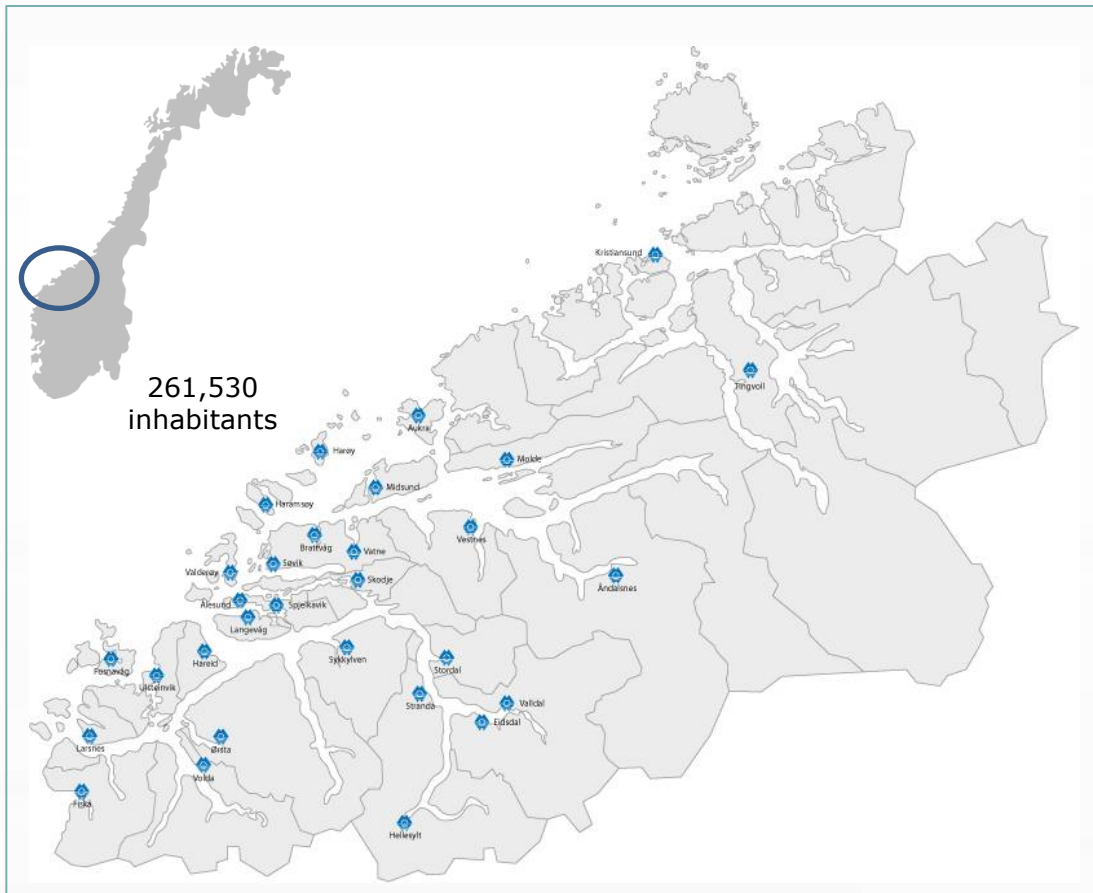 Kristiansund
Tingvoll
261,530
inhabitants
Aukra
Harøy
Molde
Midsund
Haramsøy
Vestnes
Brattvåg
Vatne
Søvik
Valderøy
Skodje
Åndalsnes
Ålesund
Spjelkavik
Langevåg
Sykkylven
Hareid
Stordal
Fosnavåg
Ulsteinvik
Stranda
Valldal
Eidsdal
Larsnes
Ørsta
Volda
Fiskå
Hellesylt